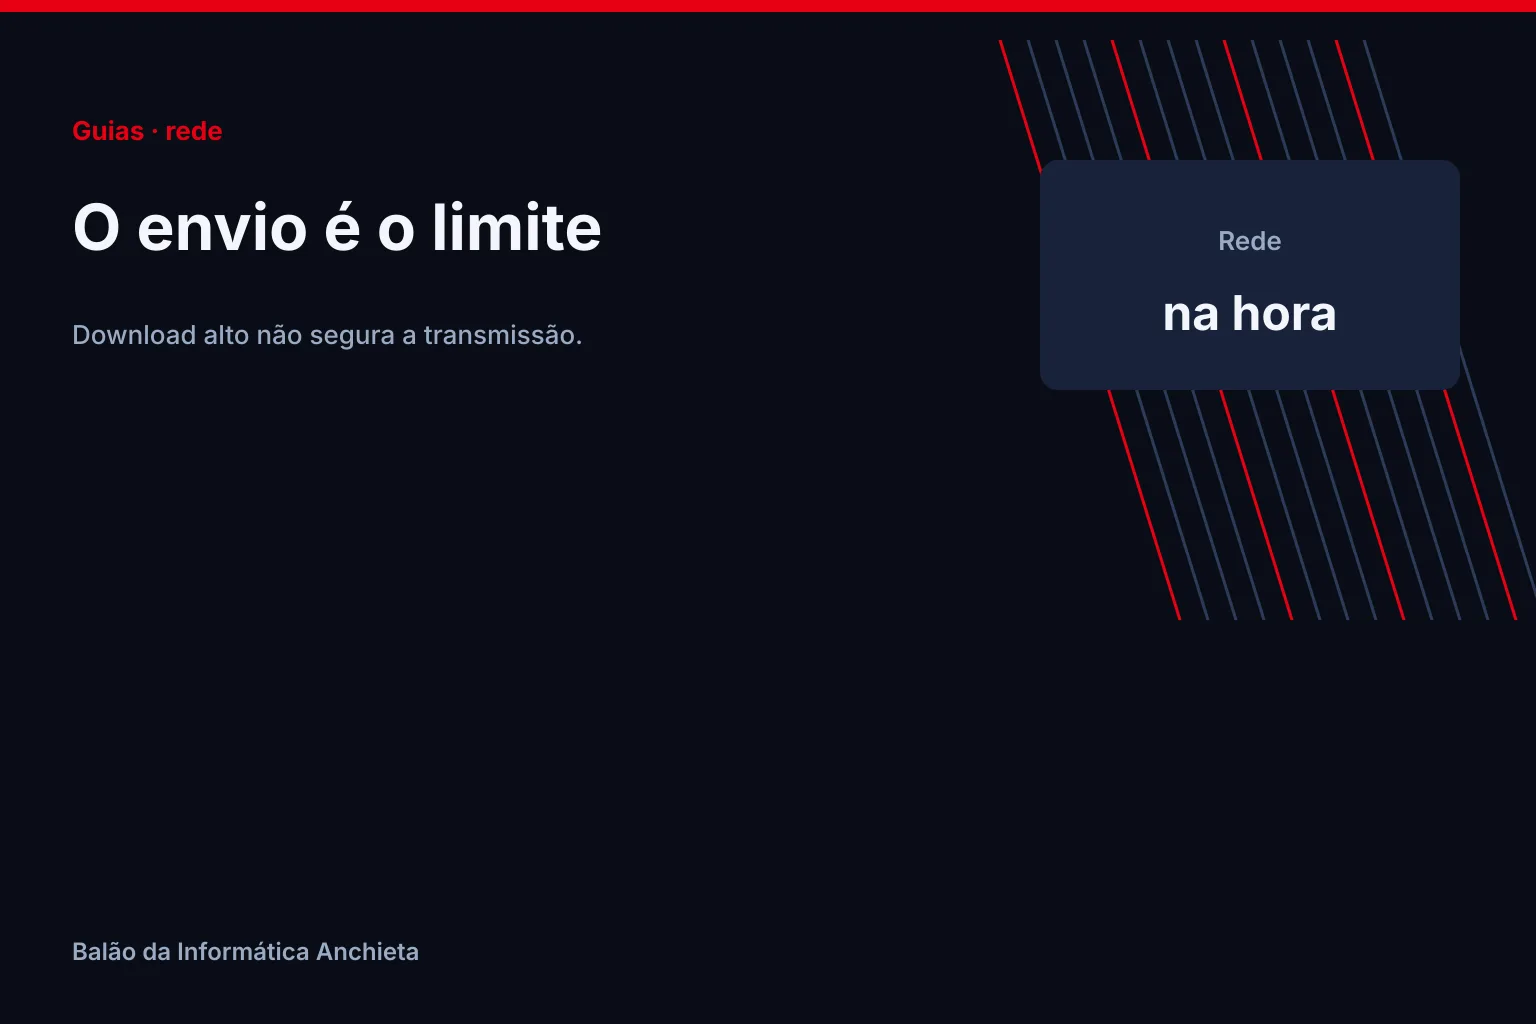 Guias · rede
O envio é o limite
Download alto não segura a transmissão.
Rede
na hora
Balão da Informática Anchieta